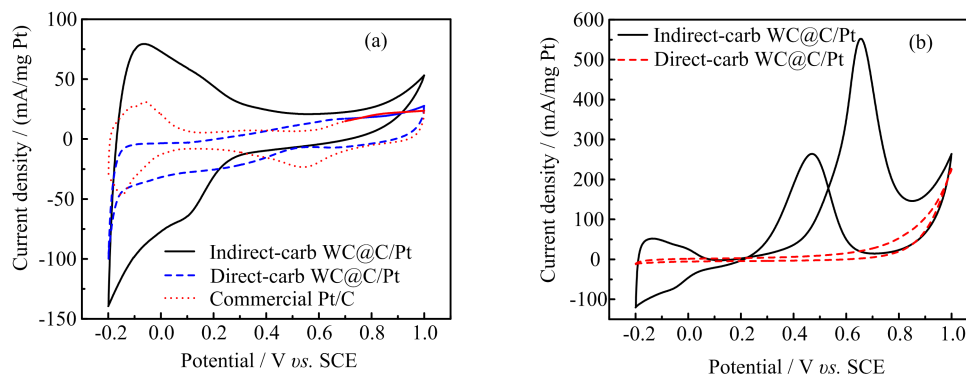 (a)
100
50
0
-50
-100
-150
Current density / (mA/mg Pt)
Indirect-carb WC@C/Pt
Direct-carb WC@C/Pt
Commercial Pt/C
-0.2 0.0 0.2 0.4 0.6 0.8 1.0
Potential / V vs. SCE
(b)
Indirect-carb WC@C/Pt
Direct-carb WC@C/Pt
600
500
400
300
200
100
0
-100
Current density / (mA/mg Pt)
-0.2 0.0 0.2 0.4 0.6 0.8 1.0
Potential / V vs. SCE